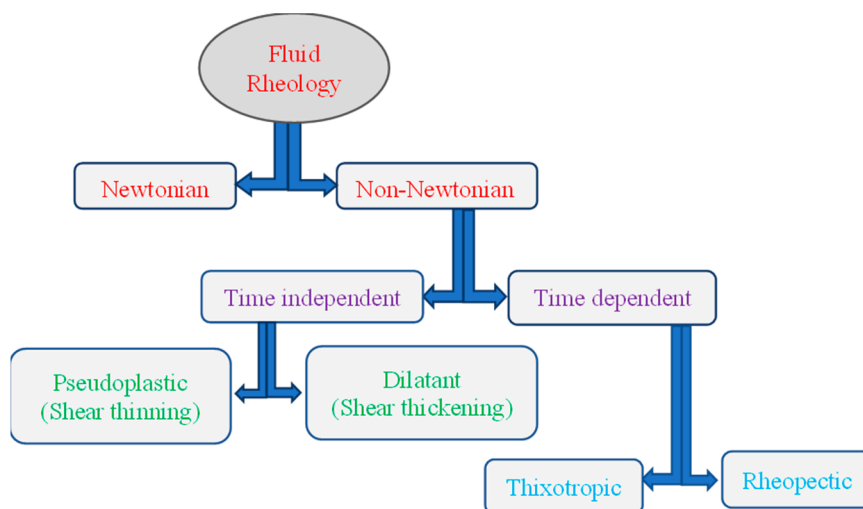 Fluid
Rheology
Newtonian
Non-Newtonian
Time independent
Time dependent
Pseudoplastic
(Shear thinning)
Dilatant
(Shear thickening)
Thixotropic
Rheopectic